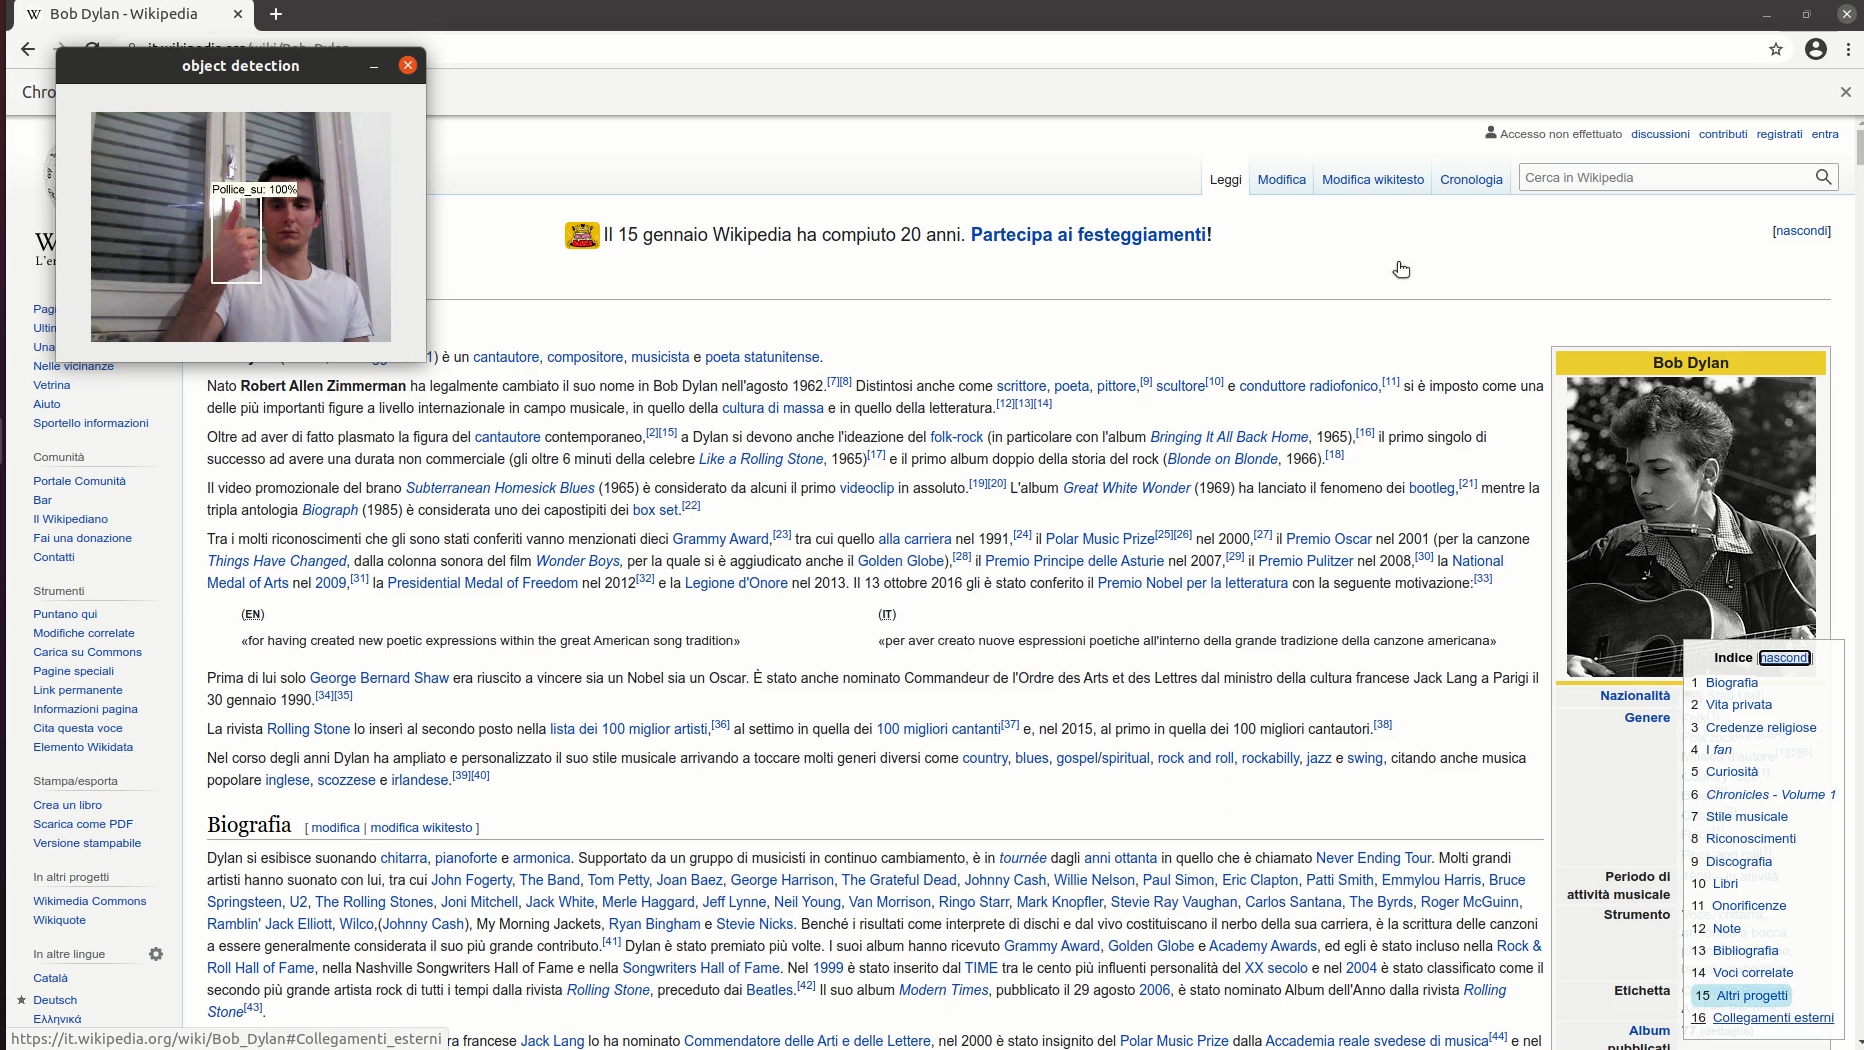 Bob Dylan - Wikipedia
object detection
Chro
Pollice_su: 100%
Accesso non effettuato discussioni contributi registrati entra
Leggi Modifica Modifica wikitesto Cronologia Cerca in Wikipedia
Il 15 gennaio Wikipedia ha compiuto 20 anni. Partecipa ai festeggiamenti!
[nascondi]
W
L'en
Pagi
Ultim
Una
Nelle vicinanze
Vetrina
Aiuto
Sportello informazioni
Comunità
Portale Comunità
Bar
Il Wikipediano
Fai una donazione
Contatti
Strumenti
Puntano qui
Modifiche correlate
Carica su Commons
Pagine speciali
Link permanente
Informazioni pagina
Cita questa voce
Elemento Wikidata
Stampa/esporta
Crea un libro
Scarica come PDF
Versione stampabile
In altri progetti
Wikimedia Commons
Wikiquote
In altre lingue
Català
Deutsch
Ελληνικά
1) è un cantautore, compositore, musicista e poeta statunitense.
Nato Robert Allen Zimmerman ha legalmente cambiato il suo nome in Bob Dylan nell'agosto 1962.[7][8] Distintosi anche come scrittore, poeta, pittore,[9] scultore[10] e conduttore radiofonico,[11] si è imposto come una
delle più importanti figure a livello internazionale in campo musicale, in quello della cultura di massa e in quello della letteratura.[12][13][14]
Oltre ad aver di fatto plasmato la figura del cantautore contemporaneo,[2][15] a Dylan si devono anche l'ideazione del folk-rock (in particolare con l'album Bringing It All Back Home, 1965),[16] il primo singolo di
successo ad avere una durata non commerciale (gli oltre 6 minuti della celebre Like a Rolling Stone, 1965)[17] e il primo album doppio della storia del rock (Blonde on Blonde, 1966).[18]
Il video promozionale del brano Subterranean Homesick Blues (1965) è considerato da alcuni il primo videoclip in assoluto.[19][20] L'album Great White Wonder (1969) ha lanciato il fenomeno dei bootleg,[21] mentre la
tripla antologia Biograph (1985) è considerata uno dei capostipiti dei box set.[22]
Tra i molti riconoscimenti che gli sono stati conferiti vanno menzionati dieci Grammy Award,[23] tra cui quello alla carriera nel 1991,[24] il Polar Music Prize[25][26] nel 2000,[27] il Premio Oscar nel 2001 (per la canzone
Things Have Changed, dalla colonna sonora del film Wonder Boys, per la quale si è aggiudicato anche il Golden Globe),[28] il Premio Principe delle Asturie nel 2007,[29] il Premio Pulitzer nel 2008,[30] la National
Medal of Arts nel 2009,[31] la Presidential Medal of Freedom nel 2012[32] e la Legione d'Onore nel 2013. Il 13 ottobre 2016 gli è stato conferito il Premio Nobel per la letteratura con la seguente motivazione:[33]
(EN) (IT)
«for having created new poetic expressions within the great American song tradition» «per aver creato nuove espressioni poetiche all'interno della grande tradizione della canzone americana»
Prima di lui solo George Bernard Shaw era riuscito a vincere sia un Nobel sia un Oscar. È stato anche nominato Commandeur de l'Ordre des Arts et des Lettres dal ministro della cultura francese Jack Lang a Parigi il
30 gennaio 1990.[34][35]
La rivista Rolling Stone lo inserì al secondo posto nella lista dei 100 miglior artisti,[36] al settimo in quella dei 100 migliori cantanti[37] e, nel 2015, al primo in quella dei 100 migliori cantautori.[38]
Nel corso degli anni Dylan ha ampliato e personalizzato il suo stile musicale arrivando a toccare molti generi diversi come country, blues, gospel/spiritual, rock and roll, rockabilly, jazz e swing, citando anche musica
popolare inglese, scozzese e irlandese.[39][40]
Biografia [ modifica | modifica wikitesto ]
Dylan si esibisce suonando chitarra, pianoforte e armonica. Supportato da un gruppo di musicisti in continuo cambiamento, è in tournée dagli anni ottanta in quello che è chiamato Never Ending Tour. Molti grandi
artisti hanno suonato con lui, tra cui John Fogerty, The Band, Tom Petty, Joan Baez, George Harrison, The Grateful Dead, Johnny Cash, Willie Nelson, Paul Simon, Eric Clapton, Patti Smith, Emmylou Harris, Bruce
Springsteen, U2, The Rolling Stones, Joni Mitchell, Jack White, Merle Haggard, Jeff Lynne, Neil Young, Van Morrison, Ringo Starr, Mark Knopfler, Stevie Ray Vaughan, Carlos Santana, The Byrds, Roger McGuinn,
Ramblin' Jack Elliott, Wilco,(Johnny Cash), My Morning Jackets, Ryan Bingham e Stevie Nicks. Benché i risultati come interprete di dischi e dal vivo costituiscano il nerbo della sua carriera, è la scrittura delle canzoni
a essere generalmente considerata il suo più grande contributo.[41] Dylan è stato premiato più volte. I suoi album hanno ricevuto Grammy Award, Golden Globe e Academy Awards, ed egli è stato incluso nella Rock &
Roll Hall of Fame, nella Nashville Songwriters Hall of Fame e nella Songwriters Hall of Fame. Nel 1999 è stato inserito dal TIME tra le cento più influenti personalità del XX secolo e nel 2004 è stato classificato come il
secondo più grande artista rock di tutti i tempi dalla rivista Rolling Stone, preceduto dai Beatles.[42] Il suo album Modern Times, pubblicato il 29 agosto 2006, è stato nominato Album dell'Anno dalla rivista Rolling
Stone[43].
ra francese Jack Lang lo ha nominato Commendatore delle Arti e delle Lettere, nel 2000 è stato insignito del Polar Music Prize dalla Accademia reale svedese di musica[44] e nel
Bob Dylan
Nazionalità
Genere
Periodo di
attività musicale
Strumento
Etichetta
Album
pubblicati
Indice [nascondi]
1 Biografia
2 Vita privata
3 Credenze religiose
4 I fan
5 Curiosità
6 Chronicles - Volume 1
7 Stile musicale
8 Riconoscimenti
9 Discografia
10 Libri
11 Onorificenze
12 Note
13 Bibliografia
14 Voci correlate
15 Altri progetti
16 Collegamenti esterni
https://it.wikipedia.org/wiki/Bob_Dylan#Collegamenti_esterni